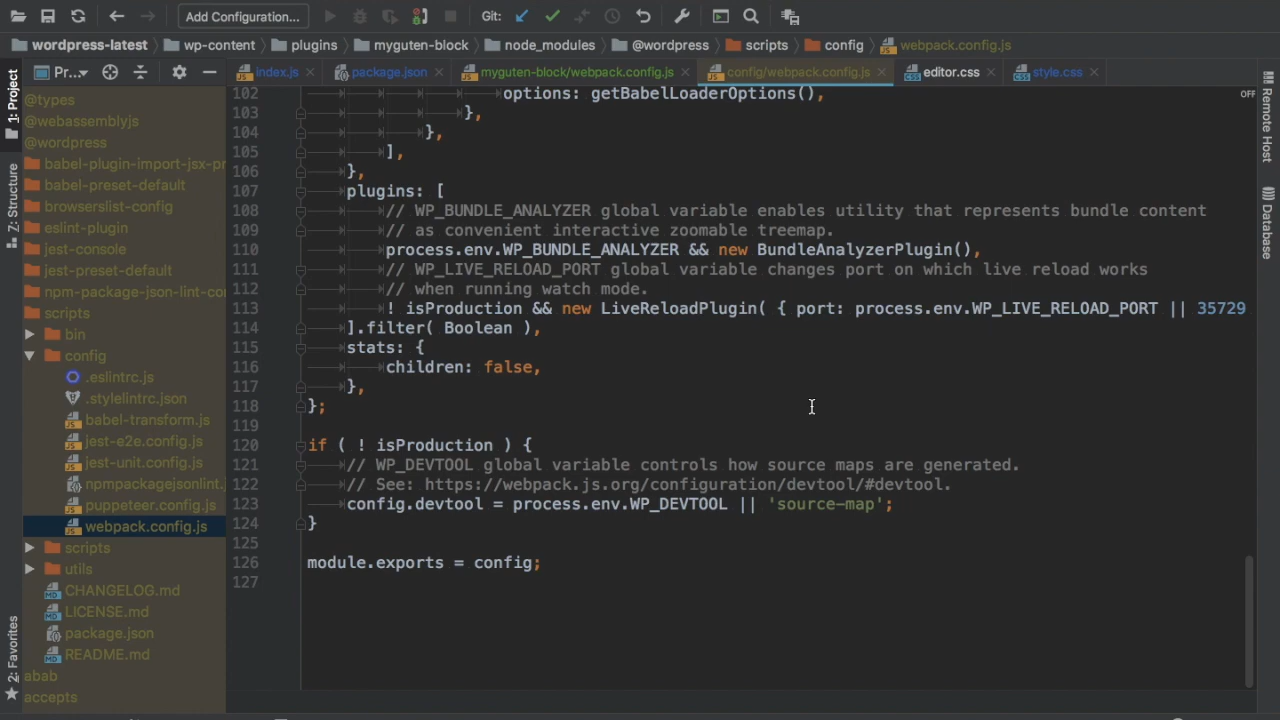 Add Configuration...
Git:
wordpress-latest
wp-content
plugins
myguten-block
node_modules
@wordpress
scripts
config
webpack.config.js
Pr...
index.js
package.json
myguten-block/webpack.config.js
config/webpack.config.js
editor.css
style.css
1: Project
Z: Structure
2: Favorites
Remote Host
Database
OFF
@types
@webassemblyjs
@wordpress
babel-plugin-import-jsx-pr
babel-preset-default
browserslist-config
eslint-plugin
jest-console
jest-preset-default
npm-package-json-lint-co
scripts
bin
config
.eslintrc.js
.stylelintrc.json
babel-transform.js
jest-e2e.config.js
jest-unit.config.js
npmpackagejsonlint.
puppeteer.config.js
webpack.config.js
scripts
utils
CHANGELOG.md
LICENSE.md
package.json
README.md
abab
accepts
102 options: getBabelLoaderOptions(),
103 },
104 },
105 ],
106 },
107 plugins: [
108 // WP_BUNDLE_ANALYZER global variable enables utility that represents bundle content
109 // as convenient interactive zoomable treemap.
110 process.env.WP_BUNDLE_ANALYZER && new BundleAnalyzerPlugin(),
111 // WP_LIVE_RELOAD_PORT global variable changes port on which live reload works
112 // when running watch mode.
113 ! isProduction && new LiveReloadPlugin( { port: process.env.WP_LIVE_RELOAD_PORT || 35729
114 ].filter( Boolean ),
115 stats: {
116 children: false,
117 },
118 };
119
120 if ( ! isProduction ) {
121 // WP_DEVTOOL global variable controls how source maps are generated.
122 // See: https://webpack.js.org/configuration/devtool/#devtool.
123 config.devtool = process.env.WP_DEVTOOL || 'source-map';
124 }
125
126 module.exports = config;
127